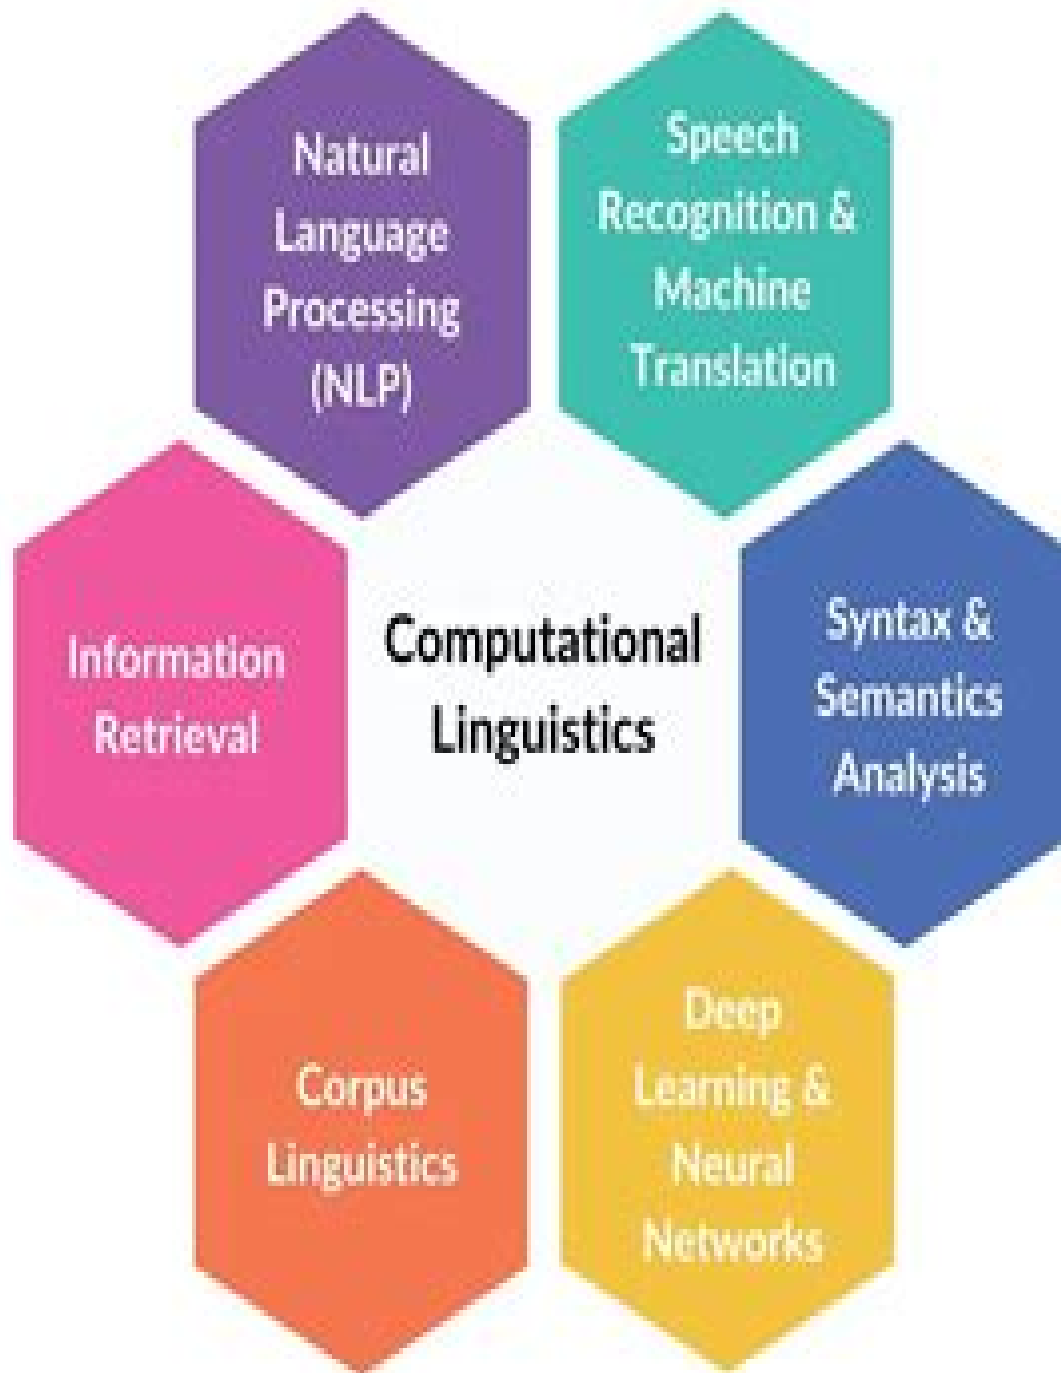 Natural
Language
Processing
(NLP)
Speech
Recognition &
Machine
Translation
Information
Retrieval
Computational
Linguistics
Syntax &
Semantics
Analysis
Corpus
Linguistics
Deep
Learning &
Neural
Networks